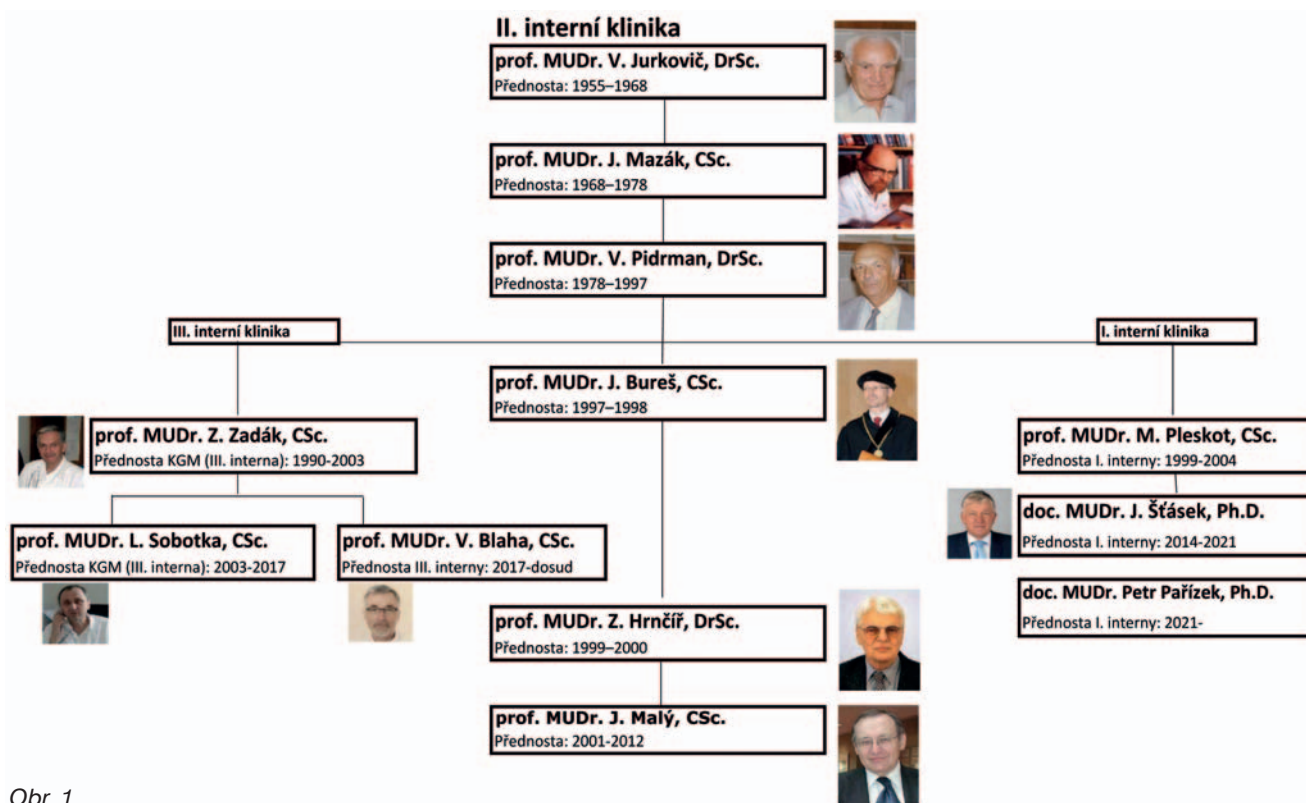 II. interní klinika
prof. MUDr. V. Jurkovič, DrSc.
Přednosta: 1955–1968
prof. MUDr. J. Mazák, CSc.
Přednosta: 1968–1978
prof. MUDr. V. Pidrman, DrSc.
Přednosta: 1978–1997
III. interní klinika
I. interní klinika
prof. MUDr. J. Bureš, CSc.
Přednosta: 1997–1998
prof. MUDr. Z. Zadák, CSc.
Přednosta KGM (III. interna): 1990-2003
prof. MUDr. M. Pleskot, CSc.
Přednosta I. interny: 1999-2004
prof. MUDr. L. Sobotka, CSc.
Přednosta KGM (III. interna): 2003-2017
prof. MUDr. V. Blaha, CSc.
Přednosta III. interny: 2017-dosud
doc. MUDr. J. Šťásek, Ph.D.
Přednosta I. interny: 2014-2021
doc. MUDr. Petr Pařízek, Ph.D.
Přednosta I. interny: 2021-
prof. MUDr. Z. Hrnčíř, DrSc.
Přednosta: 1999–2000
prof. MUDr. J. Malý, CSc.
Přednosta: 2001-2012
Obr. 1